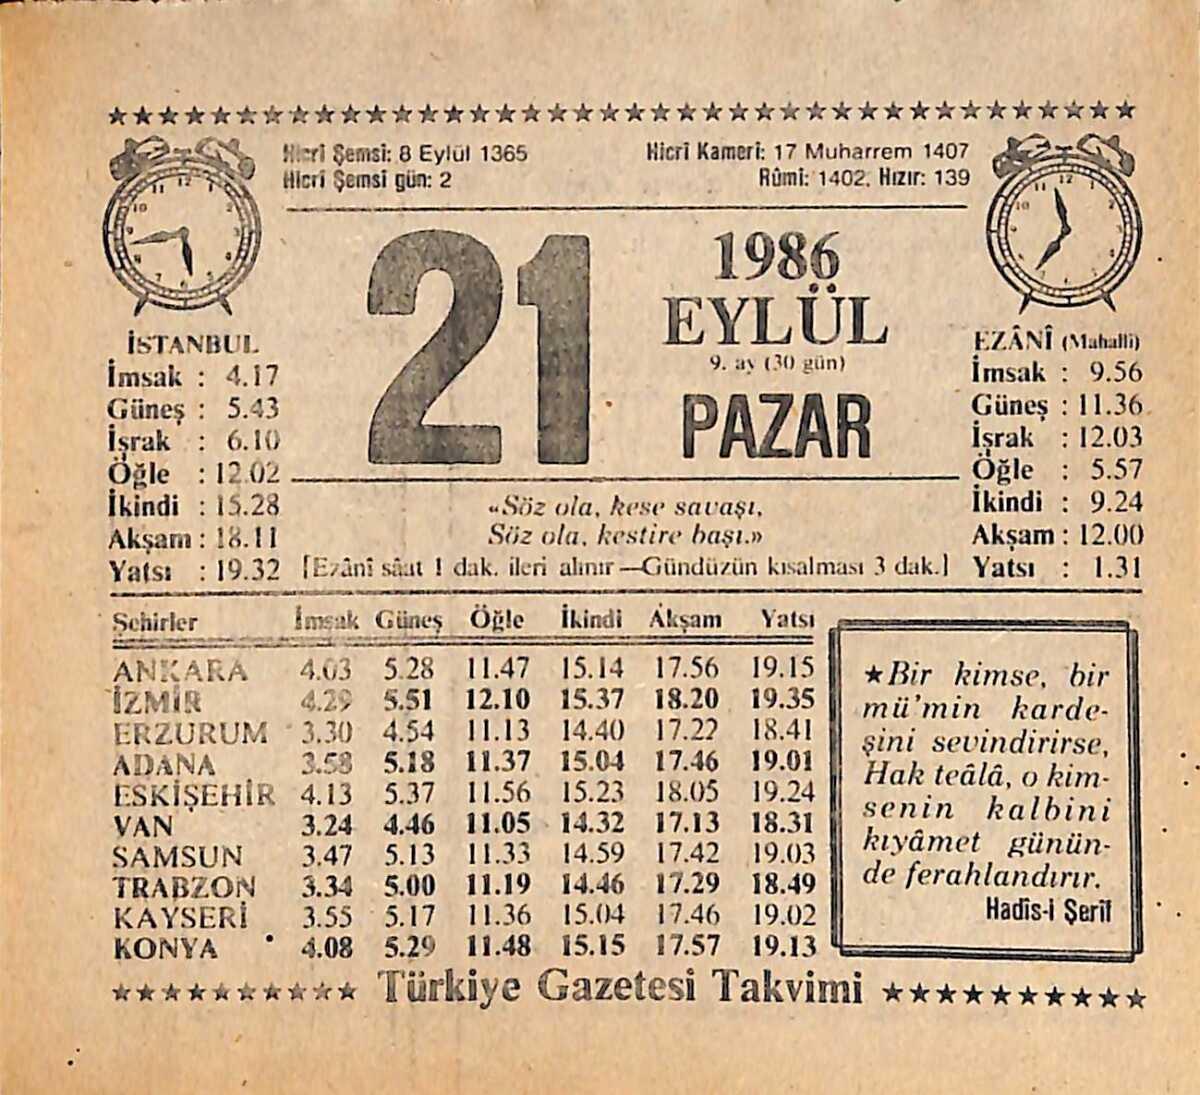 Hicrî Şemsî: 8 Eylül 1365
Hicrî Şemsî gün: 2
Hicrî Kamerî: 17 Muharrem 1407
Rûmî: 1402, Hızır: 139
21
1986
EYLÜL
9. ay (30 gün)
PAZAR
İSTANBUL
İmsak : 4.17
Güneş : 5.43
İşrak : 6.10
Öğle : 12.02
İkindi : 15.28
Akşam : 18.11
Yatsı : 19.32
EZÂNÎ (Mahallî)
İmsak : 9.56
Güneş : 11.36
İşrak : 12.03
Öğle : 5.57
İkindi : 9.24
Akşam : 12.00
Yatsı : 1.31
«Söz ola, kese savaşı,
Söz ola, kestire başı.»
[Ezânî sâat 1 dak. ileri alınır—Gündüzün kısalması 3 dak.]
Şehirler İmsak Güneş Öğle İkindi Akşam Yatsı
ANKARA 4.03 5.28 11.47 15.14 17.56 19.15
İZMİR 4.29 5.51 12.10 15.37 18.20 19.35
ERZURUM 3.30 4.54 11.13 14.40 17.22 18.41
ADANA 3.58 5.18 11.37 15.04 17.46 19.01
ESKİŞEHİR 4.13 5.37 11.56 15.23 18.05 19.24
VAN 3.24 4.46 11.05 14.32 17.13 18.31
SAMSUN 3.47 5.13 11.33 14.59 17.42 19.03
TRABZON 3.34 5.00 11.19 14.46 17.29 18.49
KAYSERİ 3.55 5.17 11.36 15.04 17.46 19.02
KONYA 4.08 5.29 11.48 15.15 17.57 19.13
★Bir kimse, bir
mü'min karde-
şini sevindirirse,
Hak teâlâ, o kim-
senin kalbini
kıyâmet günün-
de ferahlandırır.
Hadîs-i Şerîf
Türkiye Gazetesi Takvimi